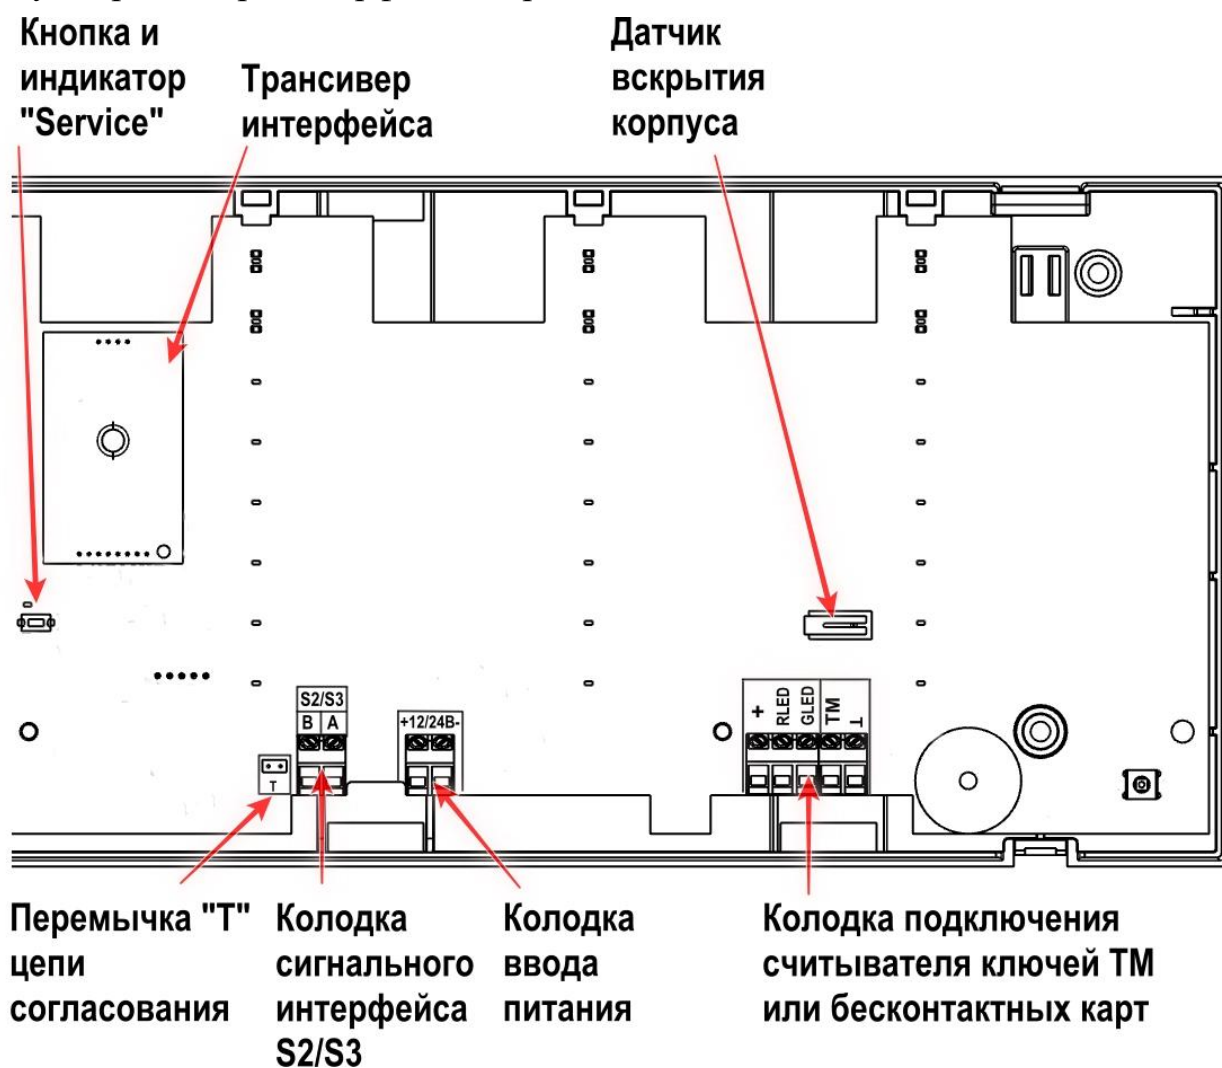 Кнопка и
индикатор
"Service"
Трансивер
интерфейса
Датчик
вскрытия
корпуса
S2/S3
B A
+12/24В-
+ RLED GLED TM ⊥
T
Перемычка "Т"
цепи
согласования
Колодка
сигнального
интерфейса
S2/S3
Колодка
ввода
питания
Колодка подключения
считывателя ключей ТМ
или бесконтактных карт